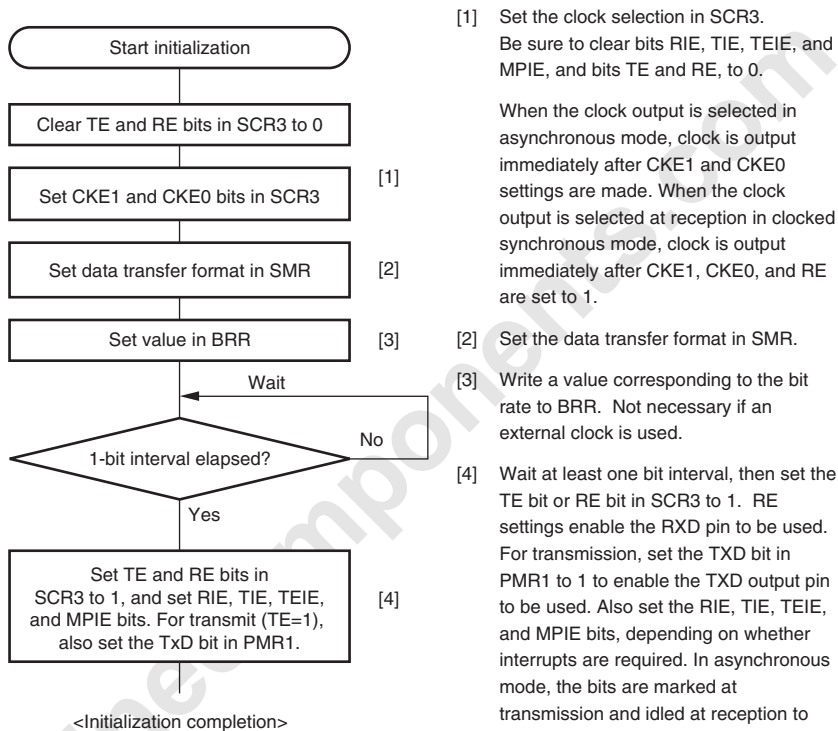 Start initialization
Clear TE and RE bits in SCR3 to 0
Set CKE1 and CKE0 bits in SCR3
[1]
Set data transfer format in SMR
[2]
Set value in BRR
[3]
Wait
No
1-bit interval elapsed?
Yes
Set TE and RE bits in
SCR3 to 1, and set RIE, TIE, TEIE,
and MPIE bits. For transmit (TE=1),
also set the TxD bit in PMR1.
[4]
<Initialization completion>
[1] Set the clock selection in SCR3.
Be sure to clear bits RIE, TIE, TEIE, and
MPIE, and bits TE and RE, to 0.
When the clock output is selected in
asynchronous mode, clock is output
immediately after CKE1 and CKE0
settings are made. When the clock
output is selected at reception in clocked
synchronous mode, clock is output
immediately after CKE1, CKE0, and RE
are set to 1.
[2] Set the data transfer format in SMR.
[3] Write a value corresponding to the bit
rate to BRR. Not necessary if an
external clock is used.
[4] Wait at least one bit interval, then set the
TE bit or RE bit in SCR3 to 1. RE
settings enable the RXD pin to be used.
For transmission, set the TXD bit in
PMR1 to 1 to enable the TXD output pin
to be used. Also set the RIE, TIE, TEIE,
and MPIE bits, depending on whether
interrupts are required. In asynchronous
mode, the bits are marked at
transmission and idled at reception to